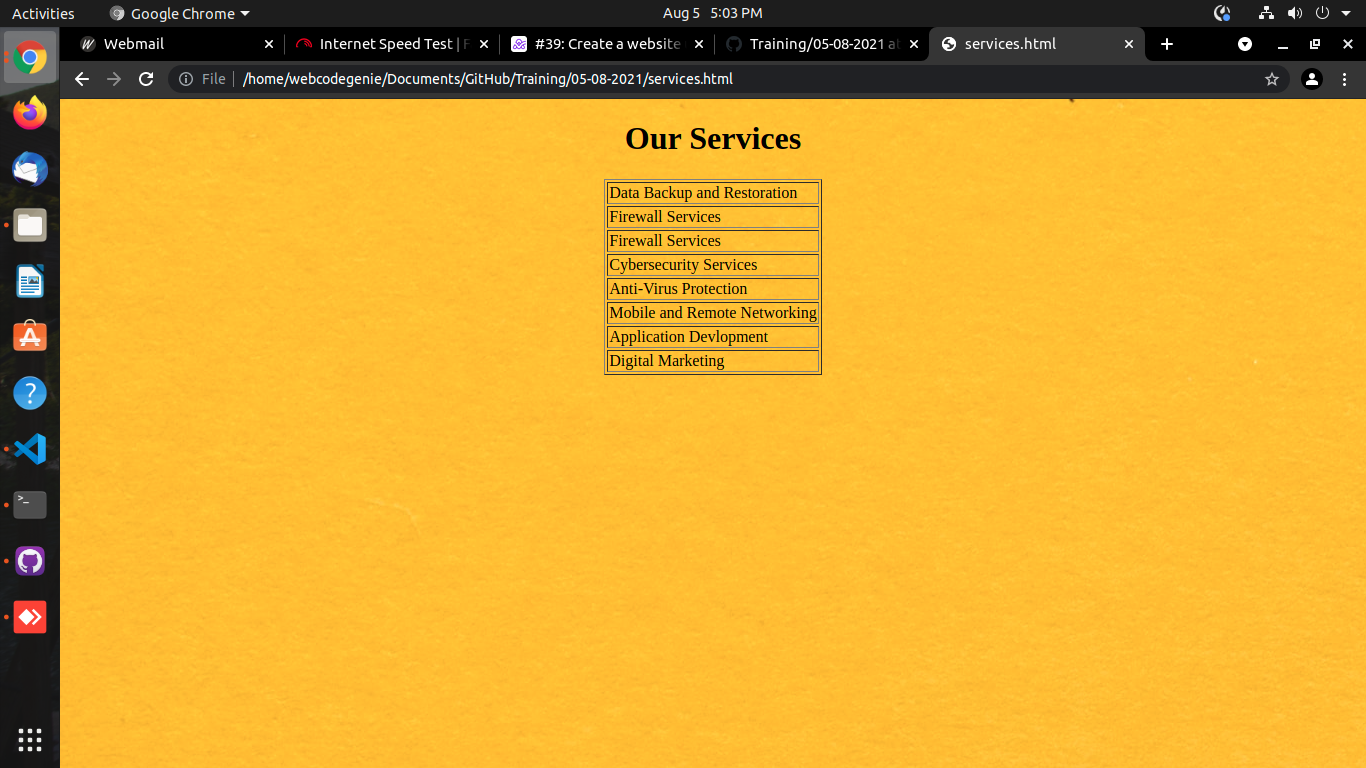 Activities
Google Chrome
Aug 5 5:03 PM
Webmail
Internet Speed Test | F
#39: Create a website
Training/05-08-2021 at
services.html
File
/home/webcodegenie/Documents/GitHub/Training/05-08-2021/services.html
Our Services
Data Backup and Restoration
Firewall Services
Firewall Services
Cybersecurity Services
Anti-Virus Protection
Mobile and Remote Networking
Application Devlopment
Digital Marketing